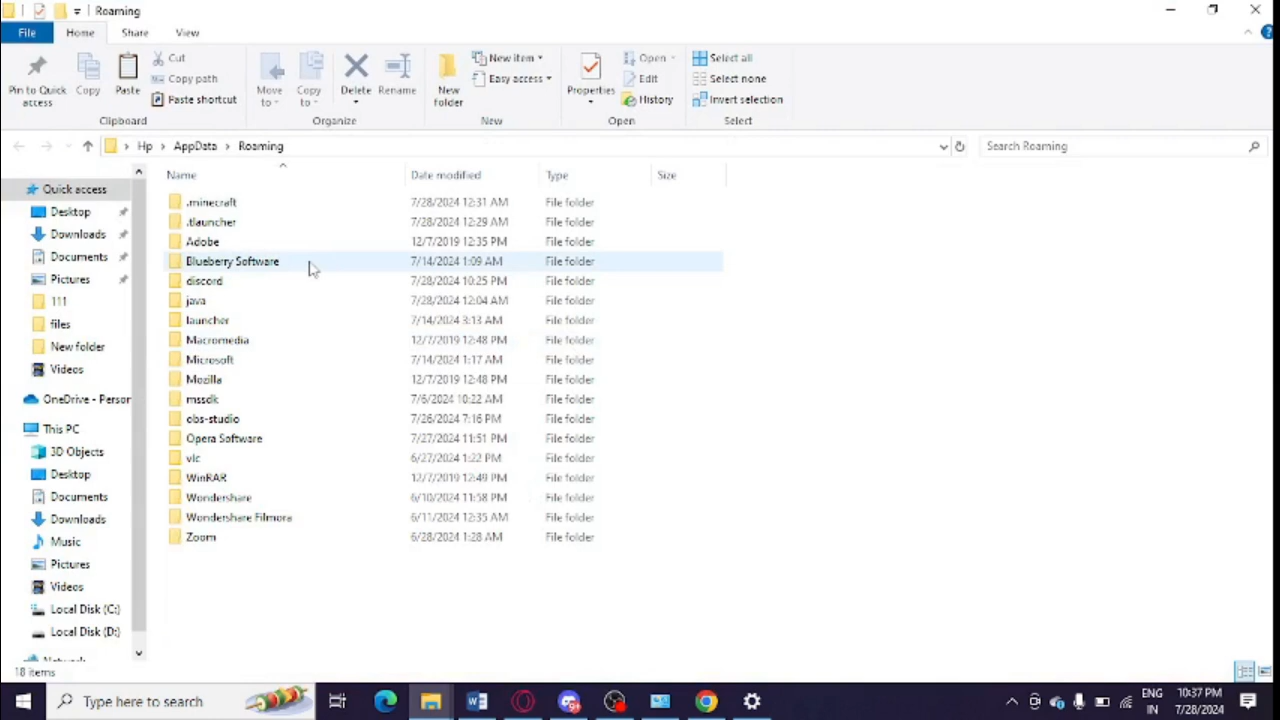 Roaming
File Home Share View
Pin to Quick access
Copy
Paste
Cut
Copy path
Paste shortcut
Clipboard
Move to
Copy to
Delete
Rename
Organize
New folder
New item
Easy access
New
Properties
Open
Edit
History
Open
Select all
Select none
Invert selection
Select
Hp AppData Roaming
Search Roaming
Quick access
Desktop
Downloads
Documents
Pictures
111
files
New folder
Videos
OneDrive - Person
This PC
3D Objects
Desktop
Documents
Downloads
Music
Pictures
Videos
Local Disk (C:)
Local Disk (D:)
Network
Name Date modified Type Size
.minecraft 7/28/2024 12:31 AM File folder
.tlauncher 7/28/2024 12:29 AM File folder
Adobe 12/7/2019 12:35 PM File folder
Blueberry Software 7/14/2024 1:09 AM File folder
discord 7/28/2024 10:25 PM File folder
java 7/28/2024 12:04 AM File folder
launcher 7/14/2024 3:13 AM File folder
Macromedia 12/7/2019 12:48 PM File folder
Microsoft 7/14/2024 1:17 AM File folder
Mozilla 12/7/2019 12:48 PM File folder
mssdk 7/6/2024 10:22 AM File folder
obs-studio 7/26/2024 7:16 PM File folder
Opera Software 7/27/2024 11:51 PM File folder
vlc 6/27/2024 1:22 PM File folder
WinRAR 12/7/2019 12:49 PM File folder
Wondershare 6/10/2024 11:58 PM File folder
Wondershare Filmora 6/11/2024 12:35 AM File folder
Zoom 6/28/2024 1:28 AM File folder
18 items
Type here to search
ENG
IN
10:37 PM
7/28/2024